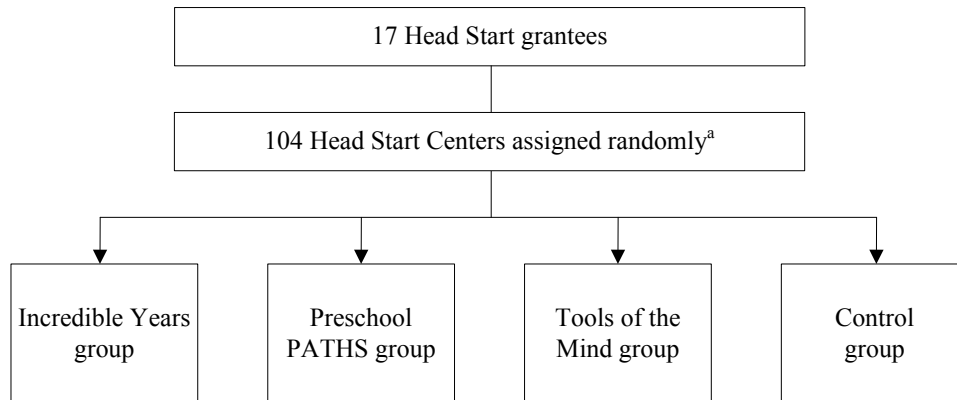 17 Head Start grantees
104 Head Start Centers assigned randomlyᵃ
Incredible Years
group
Preschool
PATHS group
Tools of the
Mind group
Control
group